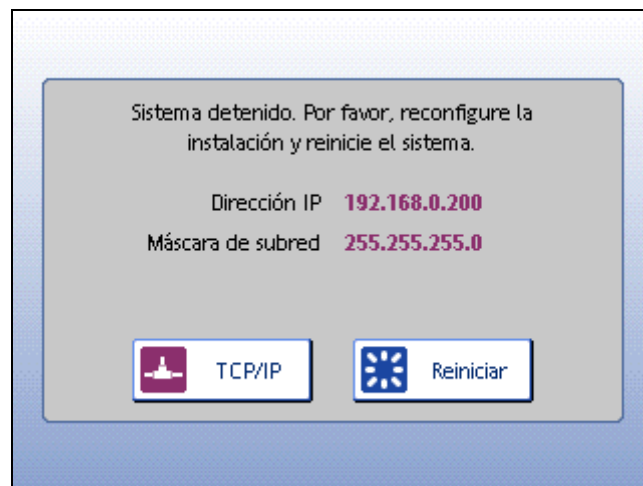 Sistema detenido. Por favor, reconfigure la
instalación y reinicie el sistema.
Dirección IP 192.168.0.200
Máscara de subred 255.255.255.0
TCP/IP
Reiniciar